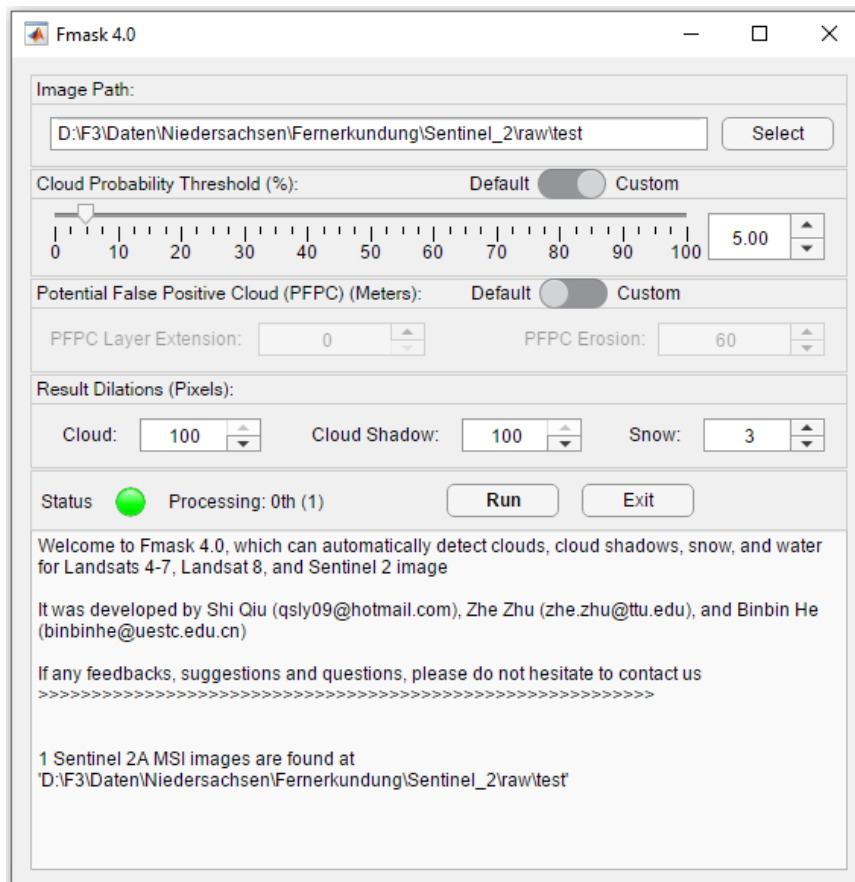 Fmask 4.0
Image Path:
D:\F3\Daten\Niedersachsen\Fernerkundung\Sentinel_2\raw\test Select
Cloud Probability Threshold (%): Default Custom
0 10 20 30 40 50 60 70 80 90 100 5.00
Potential False Positive Cloud (PFPC) (Meters): Default Custom
PFPC Layer Extension: 0 PFPC Erosion: 60
Result Dilations (Pixels):
Cloud: 100 Cloud Shadow: 100 Snow: 3
Status Processing: 0th (1) Run Exit
Welcome to Fmask 4.0, which can automatically detect clouds, cloud shadows, snow, and water
for Landsats 4-7, Landsat 8, and Sentinel 2 image
It was developed by Shi Qiu (qsly09@hotmail.com), Zhe Zhu (zhe.zhu@ttu.edu), and Binbin He
(binbinhe@uestc.edu.cn)
If any feedbacks, suggestions and questions, please do not hesitate to contact us
>>>>>>>>>>>>>>>>>>>>>>>>>>>>>>>>>>>>>>>>>>>>>>>>>>>>>>>>>>
1 Sentinel 2A MSI images are found at
'D:\F3\Daten\Niedersachsen\Fernerkundung\Sentinel_2\raw\test'